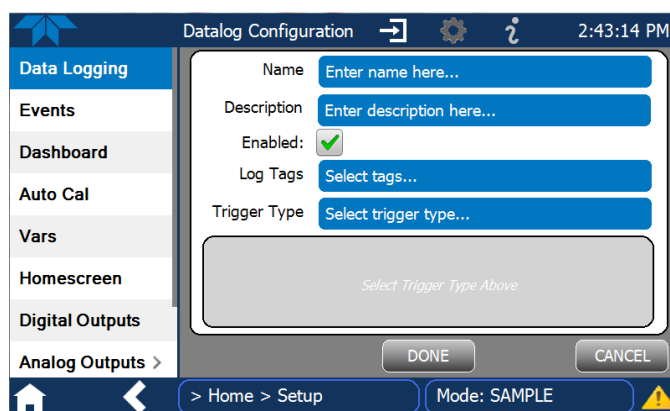 Datalog Configuration
2:43:14 PM
Data Logging
Events
Dashboard
Auto Cal
Vars
Homescreen
Digital Outputs
Analog Outputs >
Name
Enter name here...
Description
Enter description here...
Enabled:
Log Tags
Select tags...
Trigger Type
Select trigger type...
Select Trigger Type Above
DONE
CANCEL
> Home > Setup
Mode: SAMPLE